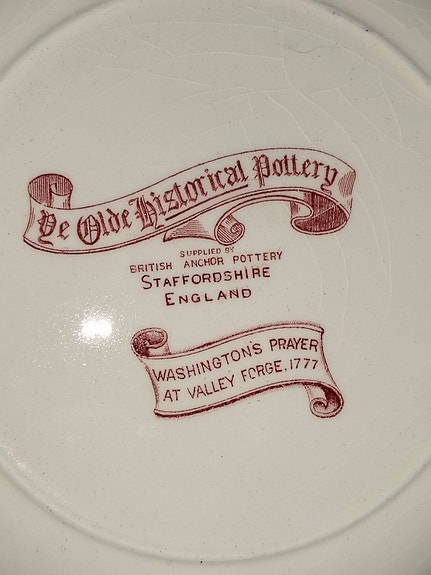 Ye Olde Historical Pottery
SUPPLIED BY
BRITISH ANCHOR POTTERY
STAFFORDSHIRE
ENGLAND
WASHINGTON'S PRAYER
AT VALLEY FORGE, 1777